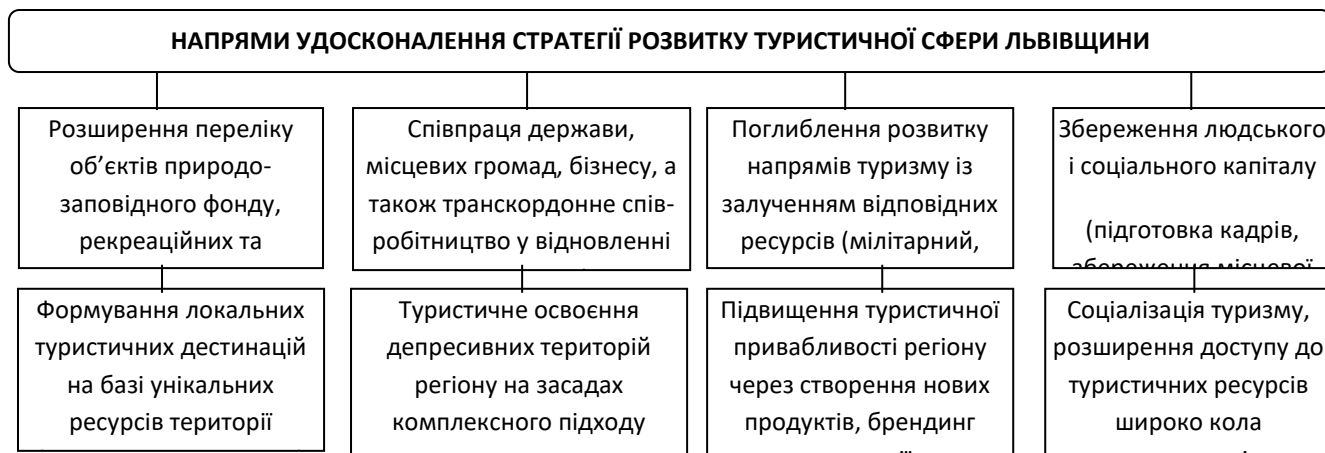 НАПРЯМИ УДОСКОНАЛЕННЯ СТРАТЕГІЇ РОЗВИТКУ ТУРИСТИЧНОЇ СФЕРИ ЛЬВІВЩИНИ
Розширення переліку
об’єктів природо-
заповідного фонду,
рекреаційних та
Співпраця держави,
місцевих громад, бізнесу, а
також транскордонне спів-
робітництво у відновленні
Поглиблення розвитку
напрямів туризму із
залученням відповідних
ресурсів (мілітарний,
Збереження людського
і соціального капіталу
(підготовка кадрів,
збереження місцевої
Формування локальних
туристичних дестинацій
на базі унікальних
ресурсів території
Туристичне освоєння
депресивних територій
регіону на засадах
комплексного підходу
Підвищення туристичної
привабливості регіону
через створення нових
продуктів, брендинг
Соціалізація туризму,
розширення доступу до
туристичних ресурсів
широко кола